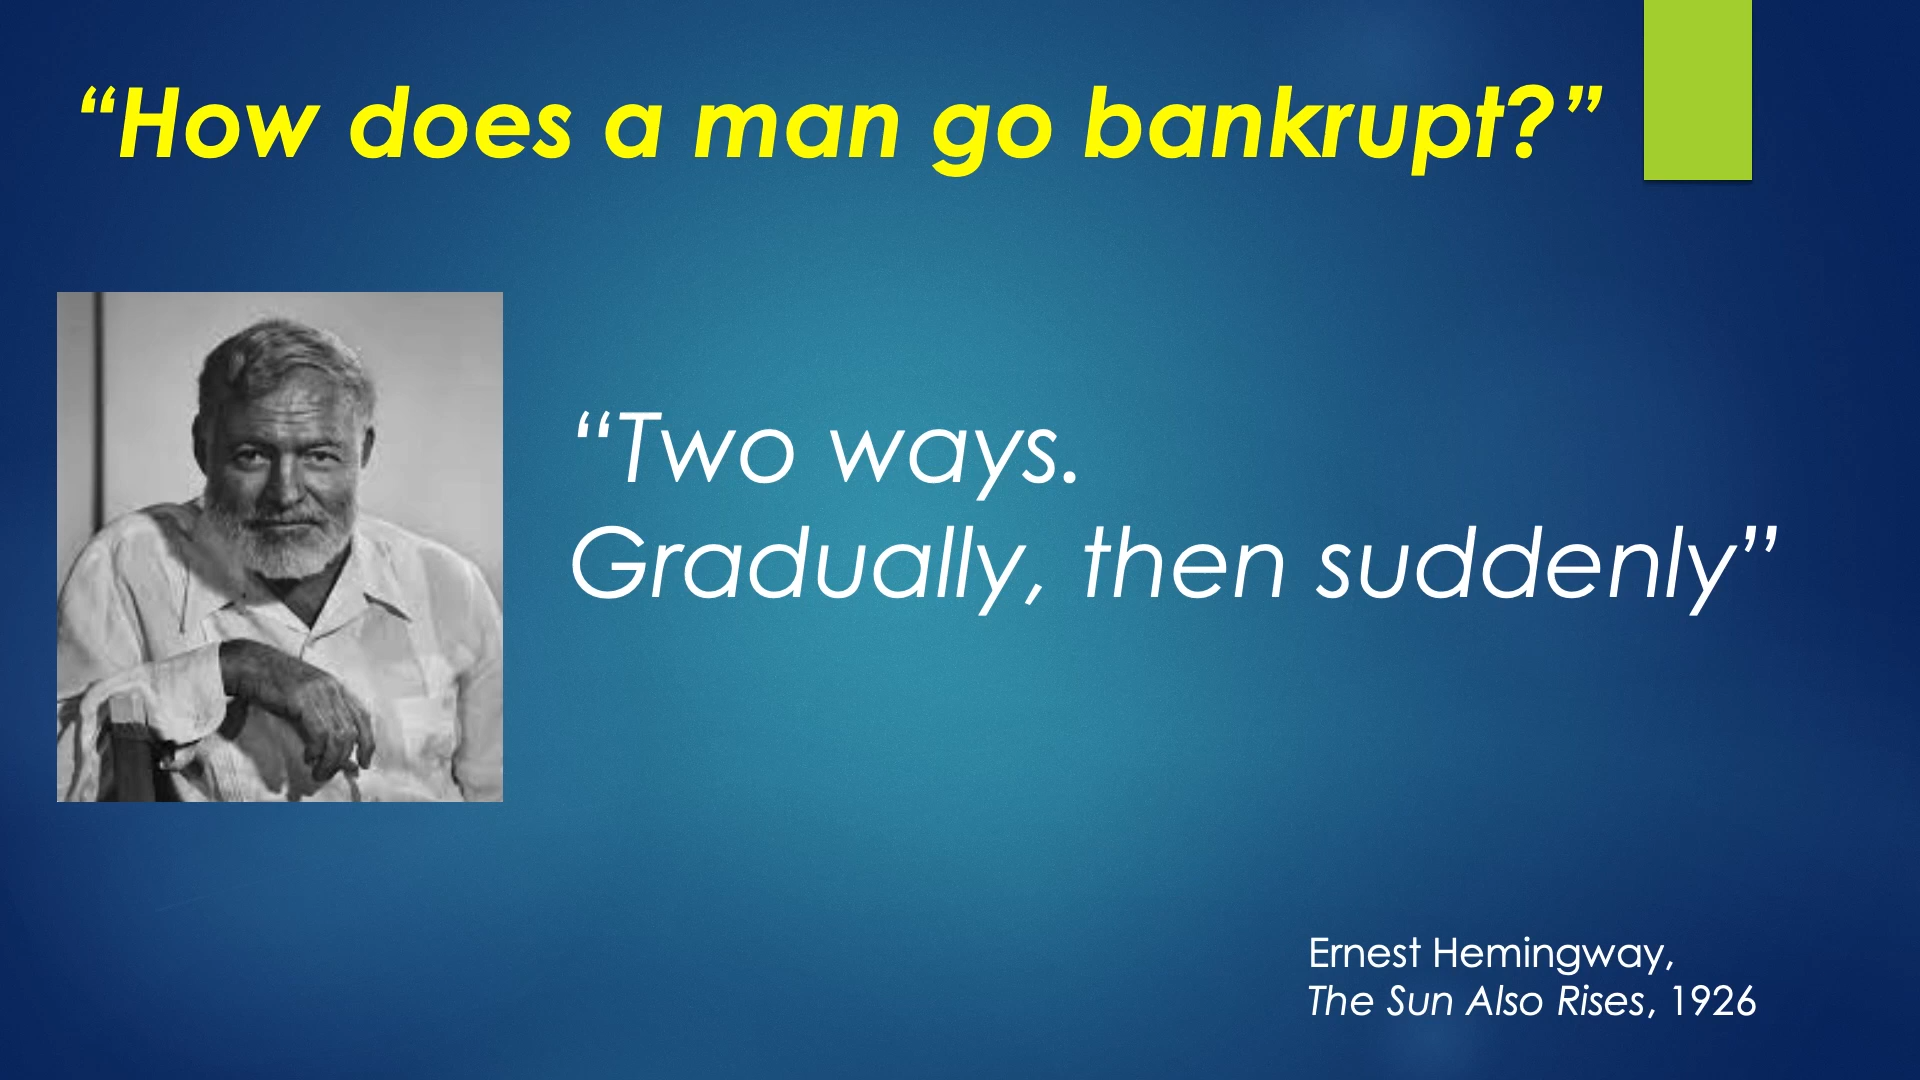 “How does a man go bankrupt?”
“Two ways.
Gradually, then suddenly”
Ernest Hemingway,
The Sun Also Rises, 1926